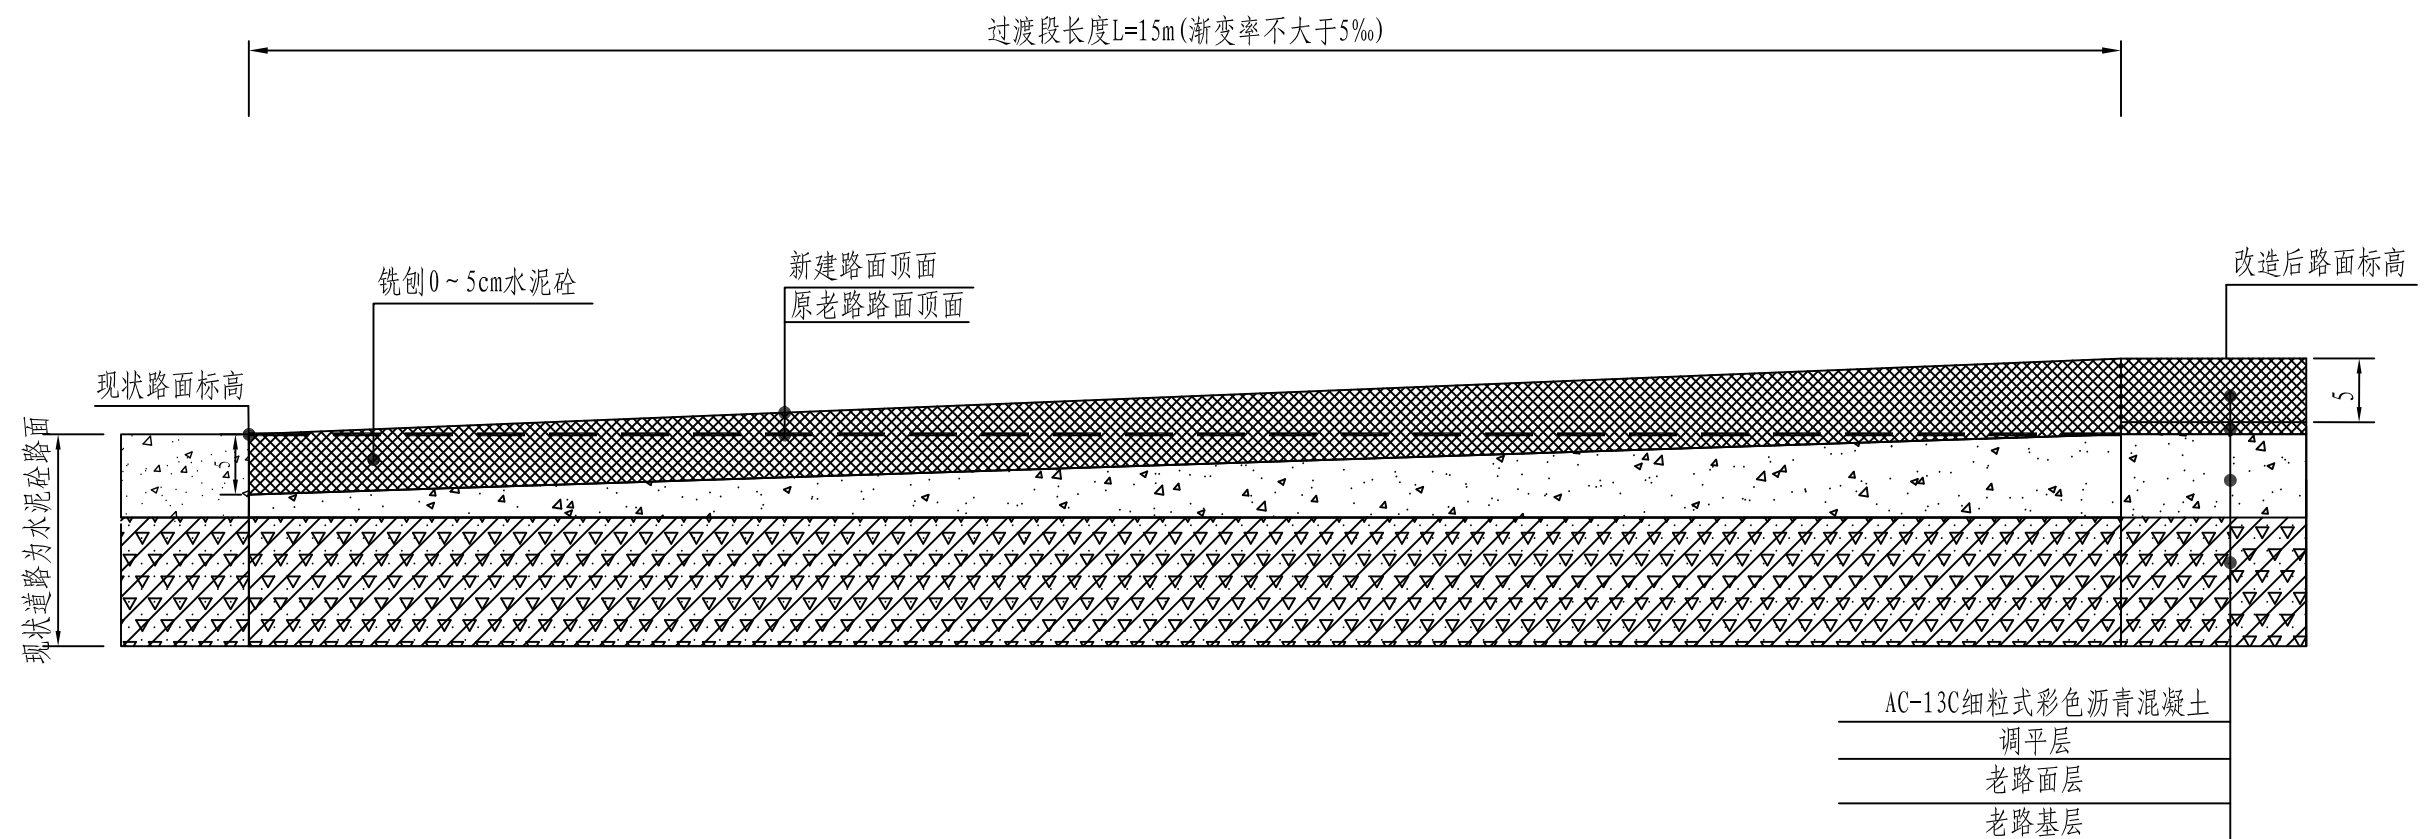 过渡段长度L=15m(渐变率不大于5‰)
新建路面顶面
改造后路面标高
铣刨0~5cm水泥砼
原老路路面顶面
现状路面标高
5
5
现状道路为水泥砼路面
AC-13C细粒式彩色沥青混凝土
调平层
老路面层
老路基层